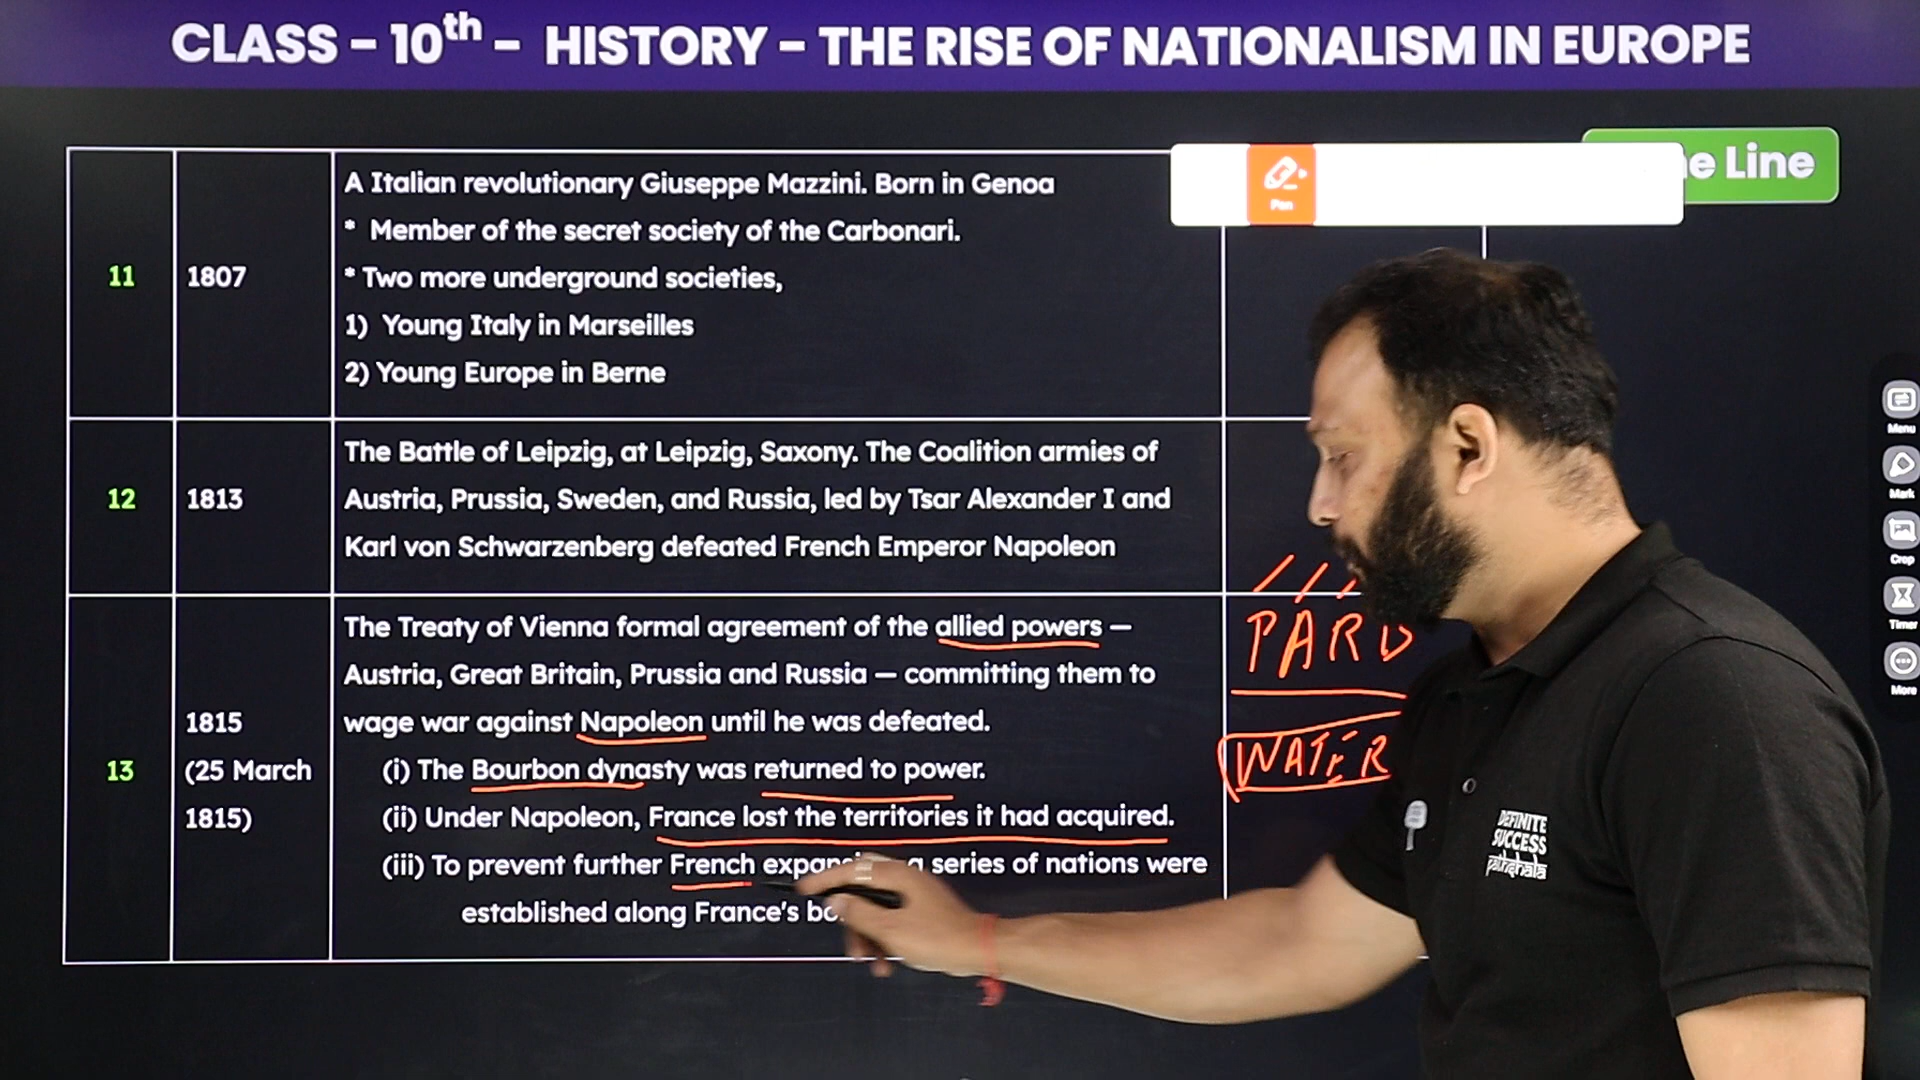 CLASS – 10th – HISTORY – THE RISE OF NATIONALISM IN EUROPE
e Line
Pen
11
1807
A Italian revolutionary Giuseppe Mazzini. Born in Genoa
* Member of the secret society of the Carbonari.
* Two more underground societies,
1) Young Italy in Marseilles
2) Young Europe in Berne
12
1813
The Battle of Leipzig, at Leipzig, Saxony. The Coalition armies of
Austria, Prussia, Sweden, and Russia, led by Tsar Alexander I and
Karl von Schwarzenberg defeated French Emperor Napoleon
13
1815
(25 March
1815)
The Treaty of Vienna formal agreement of the allied powers —
Austria, Great Britain, Prussia and Russia — committing them to
wage war against Napoleon until he was defeated.
(i) The Bourbon dynasty was returned to power.
(ii) Under Napoleon, France lost the territories it had acquired.
(iii) To prevent further French series of nations were
established along France's
WATER
Menu
Mark
Crop
Timer
More
DEFINITE
SUCCESS
pathshala